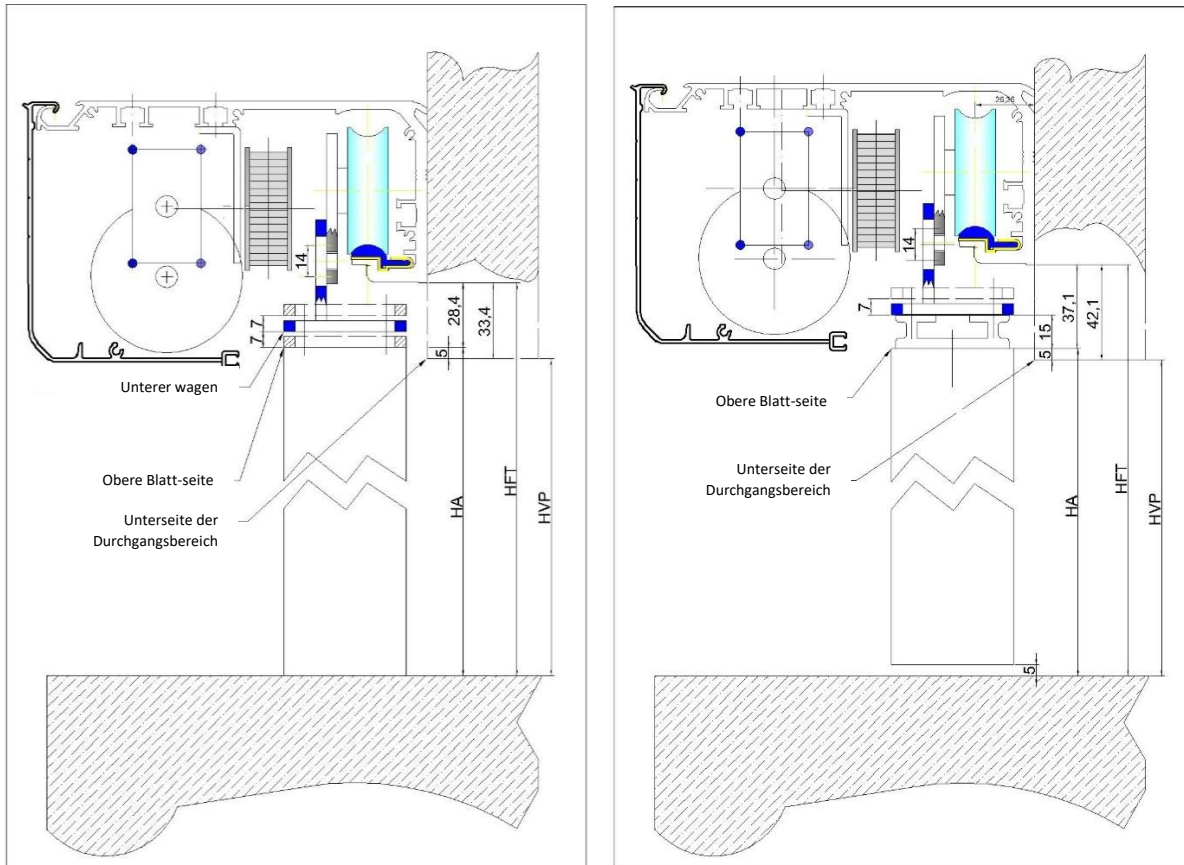 14
7
7
28,4
33,4
5
Unterer wagen
Obere Blatt-seite
Unterseite der
Durchgangsbereich
HA
HFT
HVP
26,26
14
7
15
37,1
42,1
5
Obere Blatt-seite
Unterseite der
Durchgangsbereich
HA
HFT
HVP
5